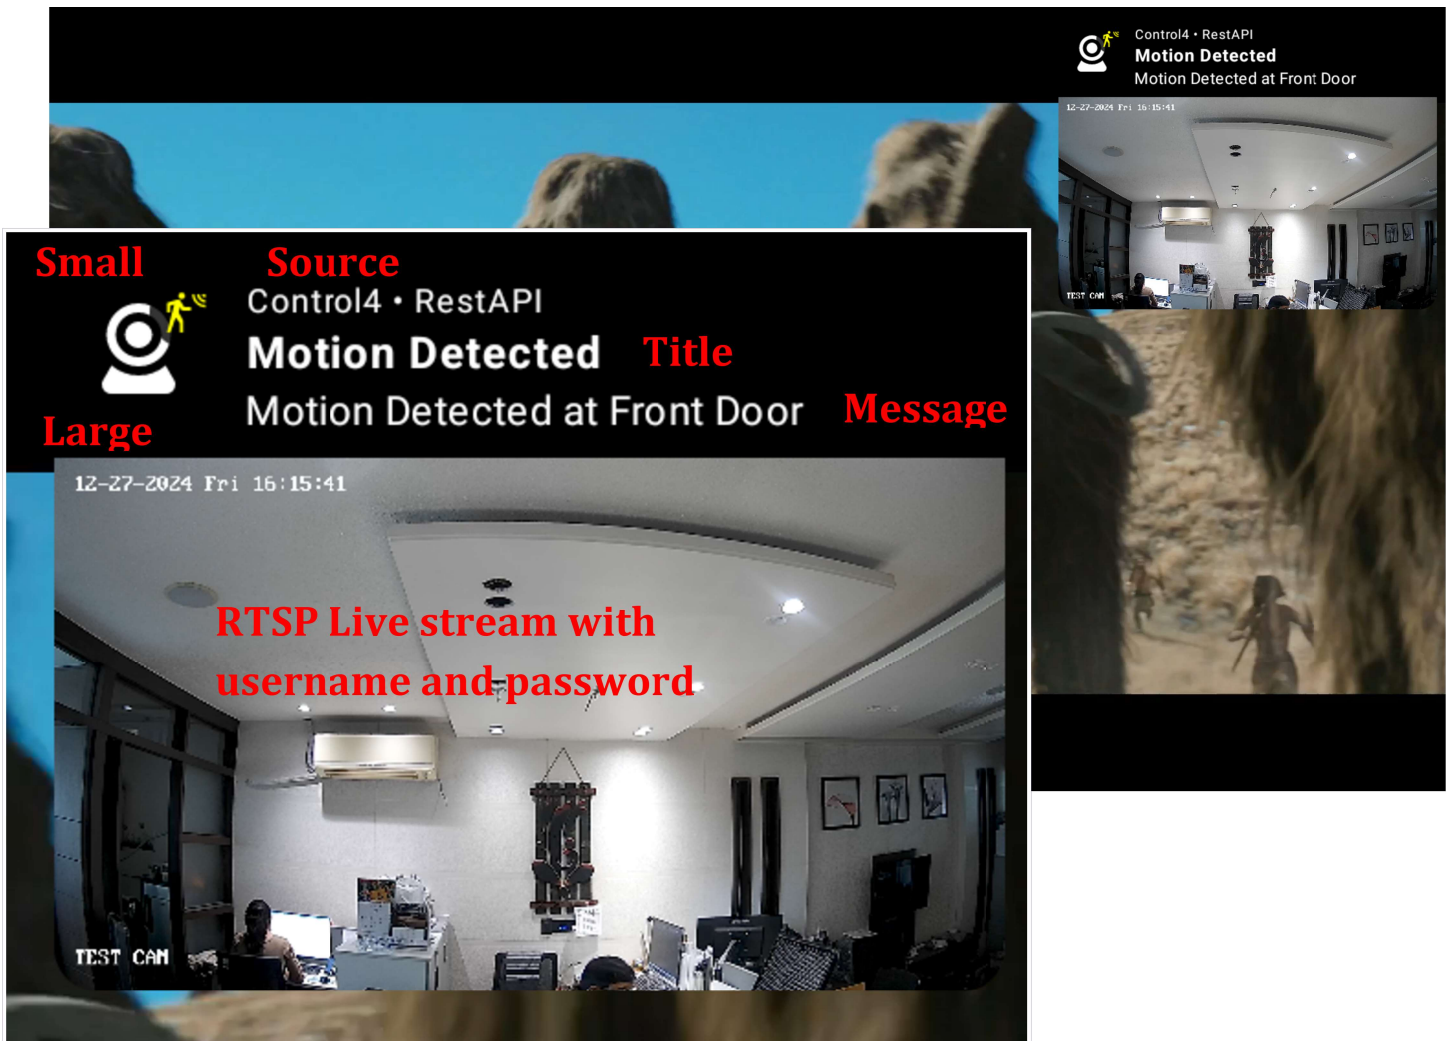 Control4 • RestAPI
Motion Detected
Motion Detected at Front Door
12-27-2024 Fri 16:15:41
TEST CAM
Small
Source
Control4 • RestAPI
Motion Detected
Title
Motion Detected at Front Door
Message
Large
12-27-2024 Fri 16:15:41
RTSP Live stream with
username and password
TEST CAM